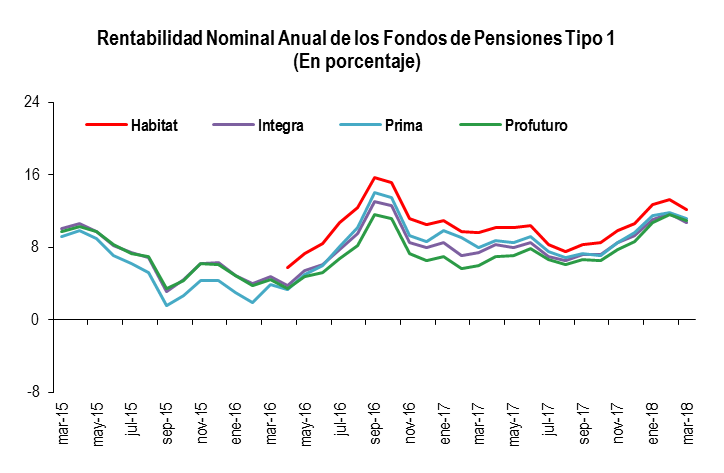 Rentabilidad Nominal Anual de los Fondos de Pensiones Tipo 1
(En porcentaje)
24
Habitat Integra Prima Profuturo
16
8
0
-8
mar-15 may-15 jul-15 sep-15 nov-15 ene-16 mar-16 may-16 jul-16 sep-16 nov-16 ene-17 mar-17 may-17 jul-17 sep-17 nov-17 ene-18 mar-18